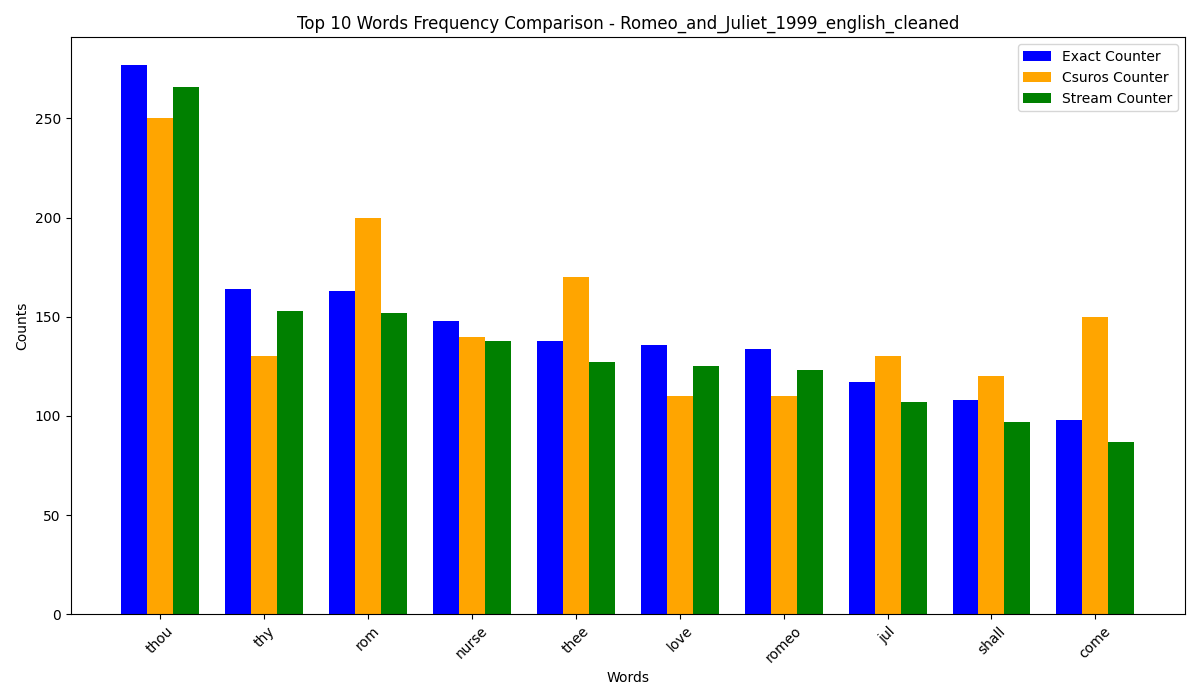 Top 10 Words Frequency Comparison - Romeo_and_Juliet_1999_english_cleaned
Exact Counter
Csuros Counter
Stream Counter
Counts
250
200
150
100
50
0
thou
thy
rom
nurse
thee
love
romeo
jul
shall
come
Words